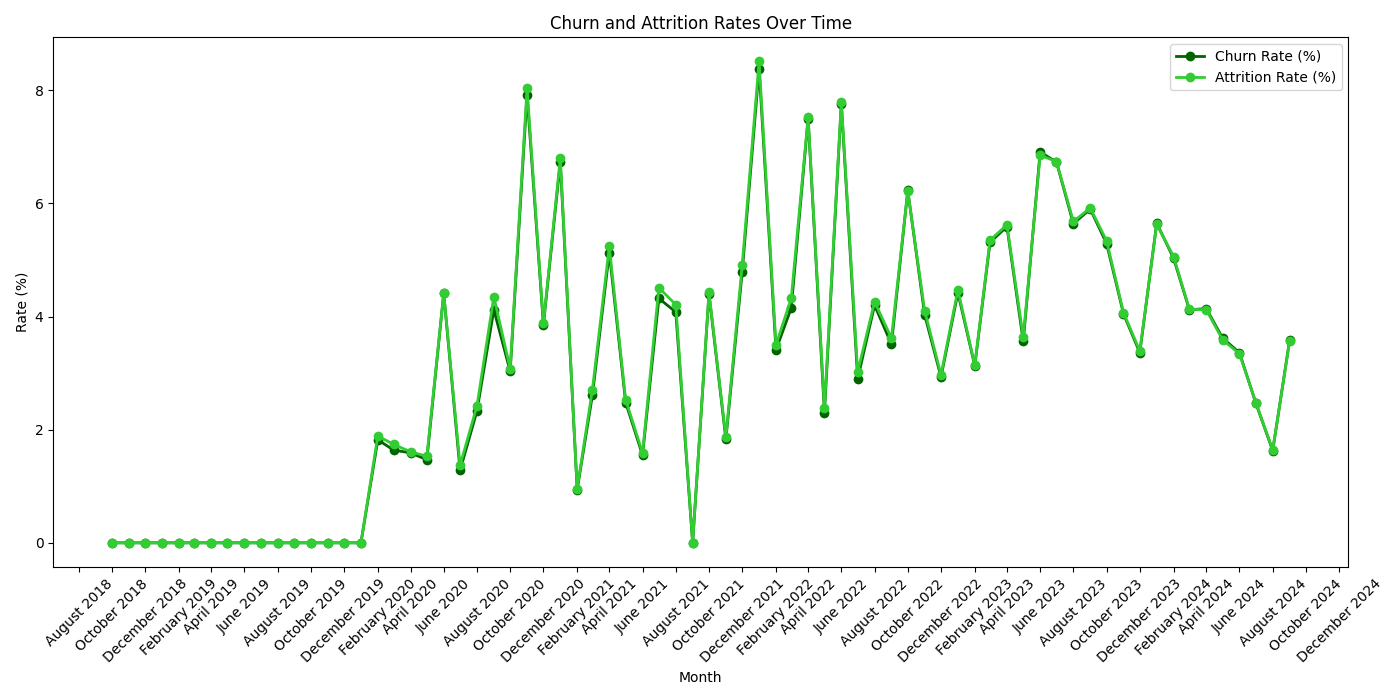 Churn and Attrition Rates Over Time
Churn Rate (%)
Attrition Rate (%)
Rate (%)
8
6
4
2
0
August 2018
October 2018
December 2018
February 2019
April 2019
June 2019
August 2019
October 2019
December 2019
February 2020
April 2020
June 2020
August 2020
October 2020
December 2020
February 2021
April 2021
June 2021
August 2021
October 2021
December 2021
February 2022
April 2022
June 2022
August 2022
October 2022
December 2022
February 2023
April 2023
June 2023
August 2023
October 2023
December 2023
February 2024
April 2024
June 2024
August 2024
October 2024
December 2024
Month